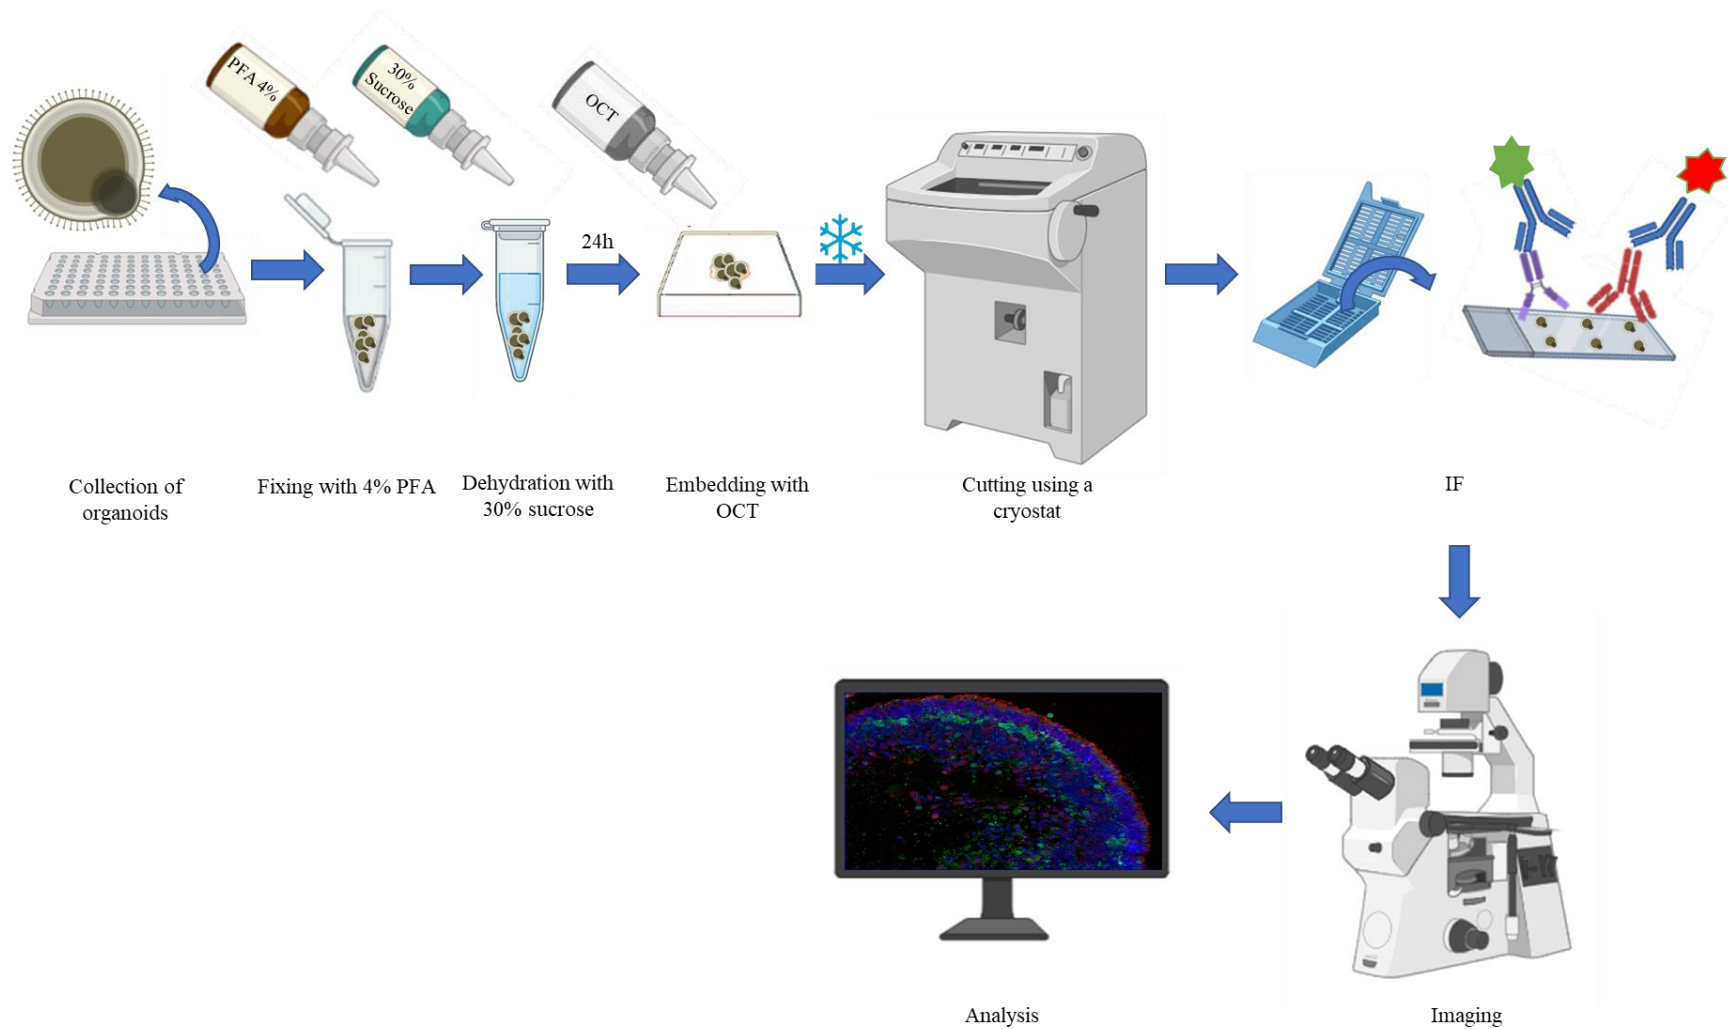 PFA 4%
30%
Sucrose
OCT
24h
Collection of
organoids
Fixing with 4% PFA
Dehydration with
30% sucrose
Embedding with
OCT
Cutting using a
cryostat
IF
Analysis
Imaging